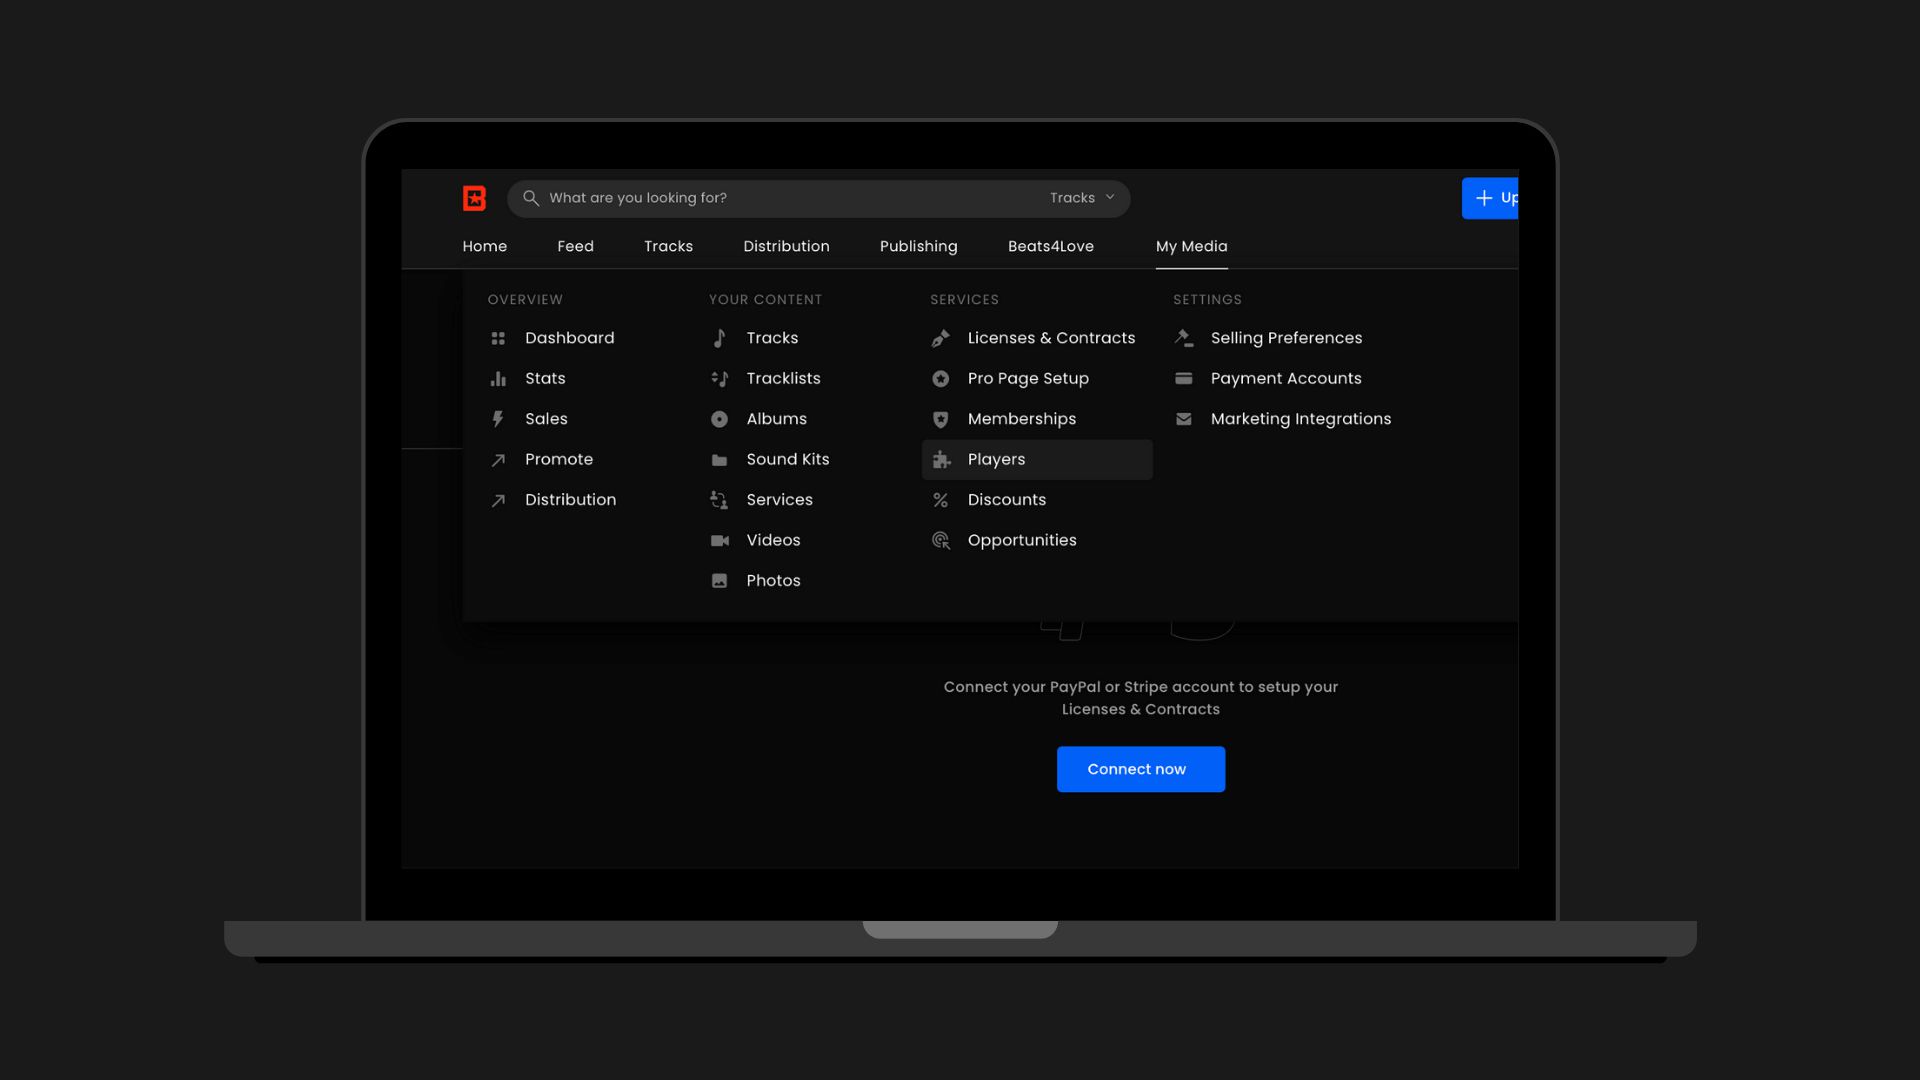 What are you looking for? Tracks
Up
Home Feed Tracks Distribution Publishing Beats4Love My Media
OVERVIEW
Dashboard
Stats
Sales
Promote
Distribution
YOUR CONTENT
Tracks
Tracklists
Albums
Sound Kits
Services
Videos
Photos
SERVICES
Licenses & Contracts
Pro Page Setup
Memberships
Players
Discounts
Opportunities
SETTINGS
Selling Preferences
Payment Accounts
Marketing Integrations
Connect your PayPal or Stripe account to setup your
Licenses & Contracts
Connect now